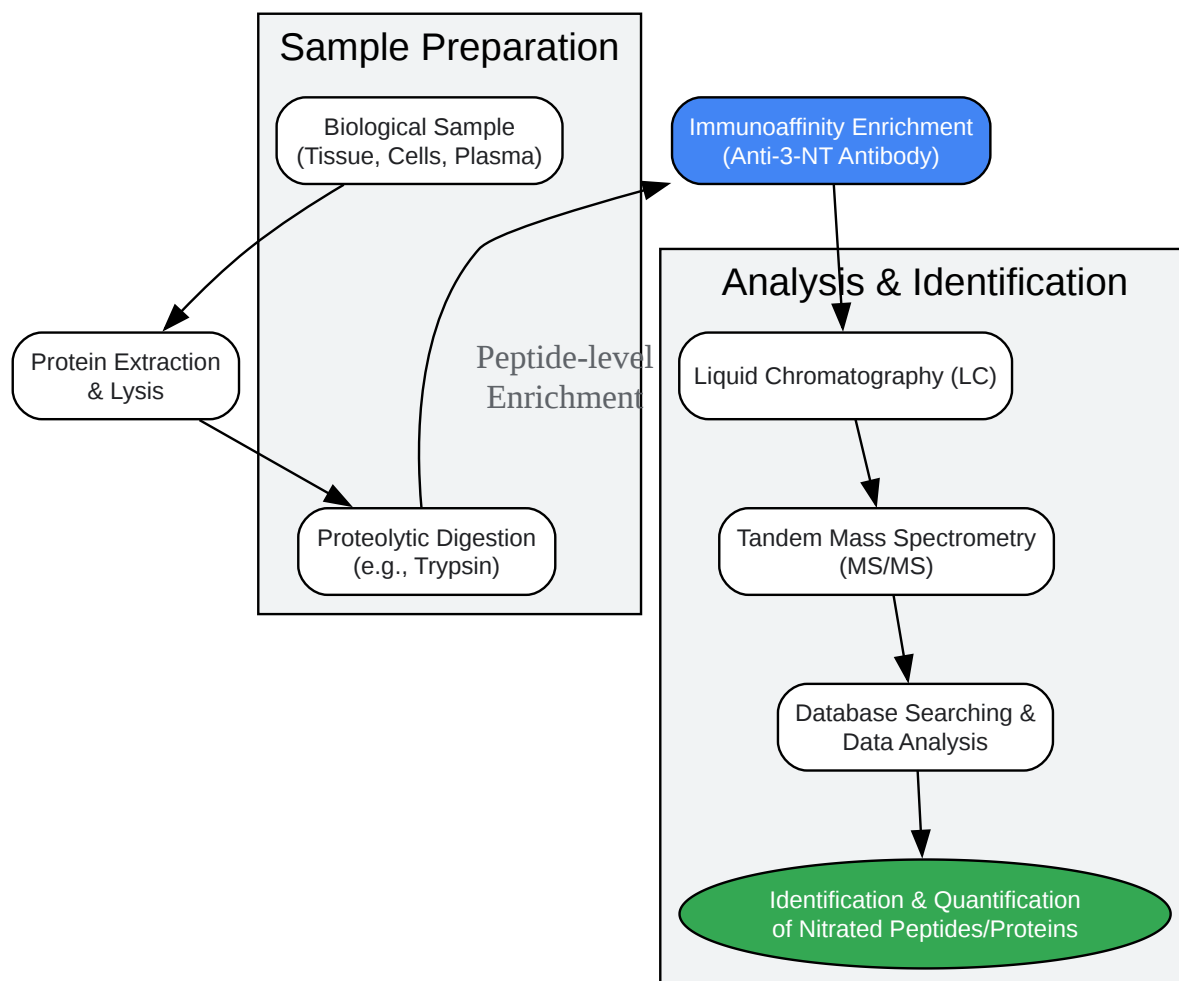 Sample Preparation
Biological Sample
(Tissue, Cells, Plasma)
Immunoaffinity Enrichment
(Anti-3-NT Antibody)
Protein Extraction
& Lysis
Peptide-level
Enrichment
Proteolytic Digestion
(e.g., Trypsin)
Analysis & Identification
Liquid Chromatography (LC)
Tandem Mass Spectrometry
(MS/MS)
Database Searching &
Data Analysis
Identification & Quantification
of Nitrated Peptides/Proteins